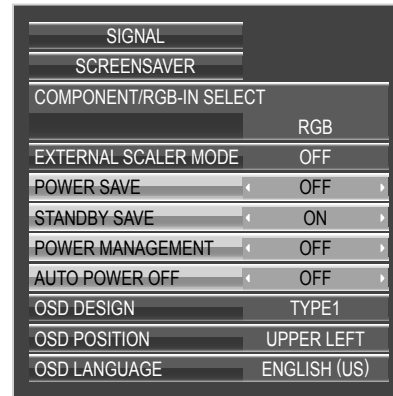 SIGNAL
SCREENSAVER
COMPONENT/RGB-IN SELECT
RGB
EXTERNAL SCALER MODE OFF
POWER SAVE OFF
STANDBY SAVE ON
POWER MANAGEMENT OFF
AUTO POWER OFF OFF
OSD DESIGN TYPE1
OSD POSITION UPPER LEFT
OSD LANGUAGE ENGLISH (US)